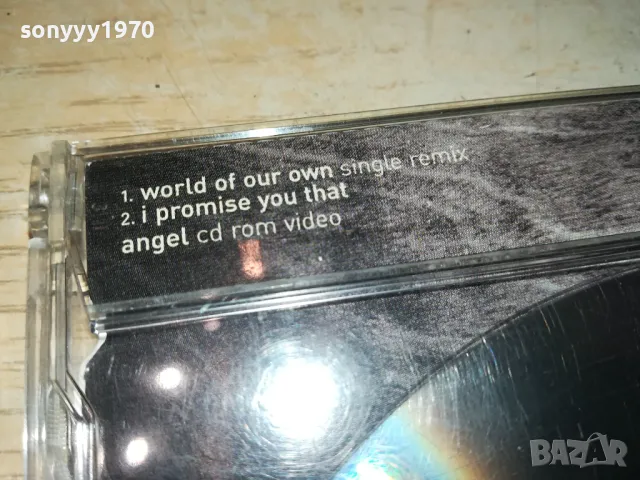 sonyyy1970
1. world of our own single remix
2. i promise you that
angel cd rom video
BAZAR